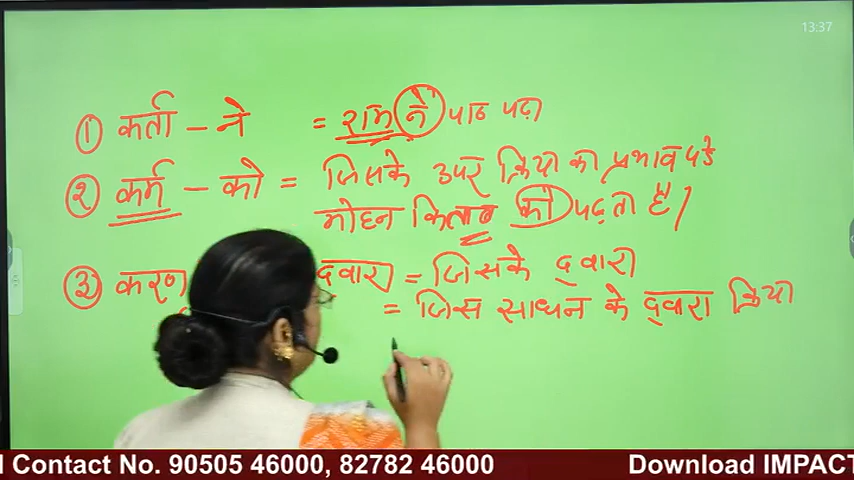 13:37
① कर्ता - ने = राम ने पाठ पढ़ा
② कर्म - को = जिसके उपर क्रिया का प्रभाव पडे
मोहन किताब को पढ़ता है।
③ करण द्वारा = जिसके द्वारा
= जिस साधन के द्वारा क्रिया
Contact No. 90505 46000, 82782 46000 Download IMPACT